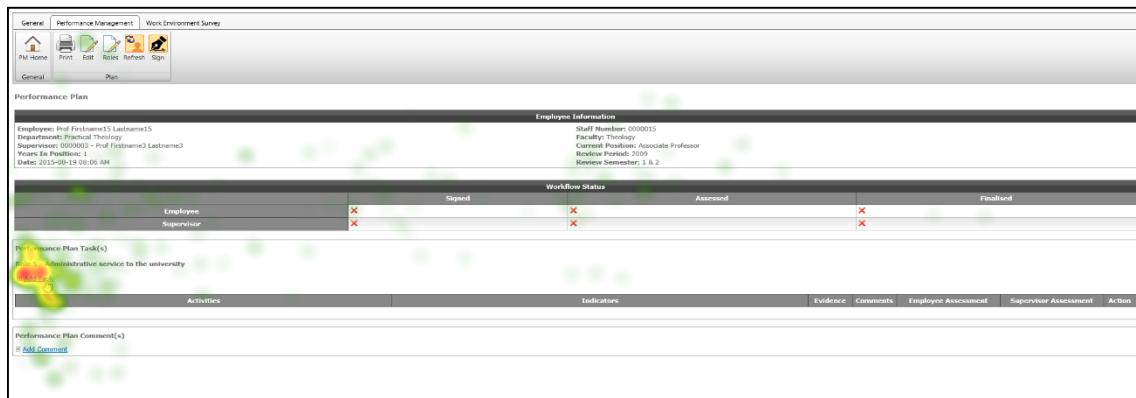 General Performance Management Work Environment Survey
PM Home Print Edit Roles Refresh Sign
General Plan
Performance Plan
Employee Information
Employee: Prof Firstname15 Lastname15
Department: Practical Theology
Supervisor: 0000003 - Prof Firstname3 Lastname3
Years In Position: 1
Date: 2015-08-19 08:06 AM
Staff Number: 0000015
Faculty: Theology
Current Position: Associate Professor
Review Period: 2009
Review Semester: 1 & 2
Workflow Status
Signed Assessed Finalised
Employee
Supervisor
Performance Plan Task(s)
Administrative service to the university
Activities Indicators Evidence Comments Employee Assessment Supervisor Assessment Action
Performance Plan Comment(s)
Add Comment